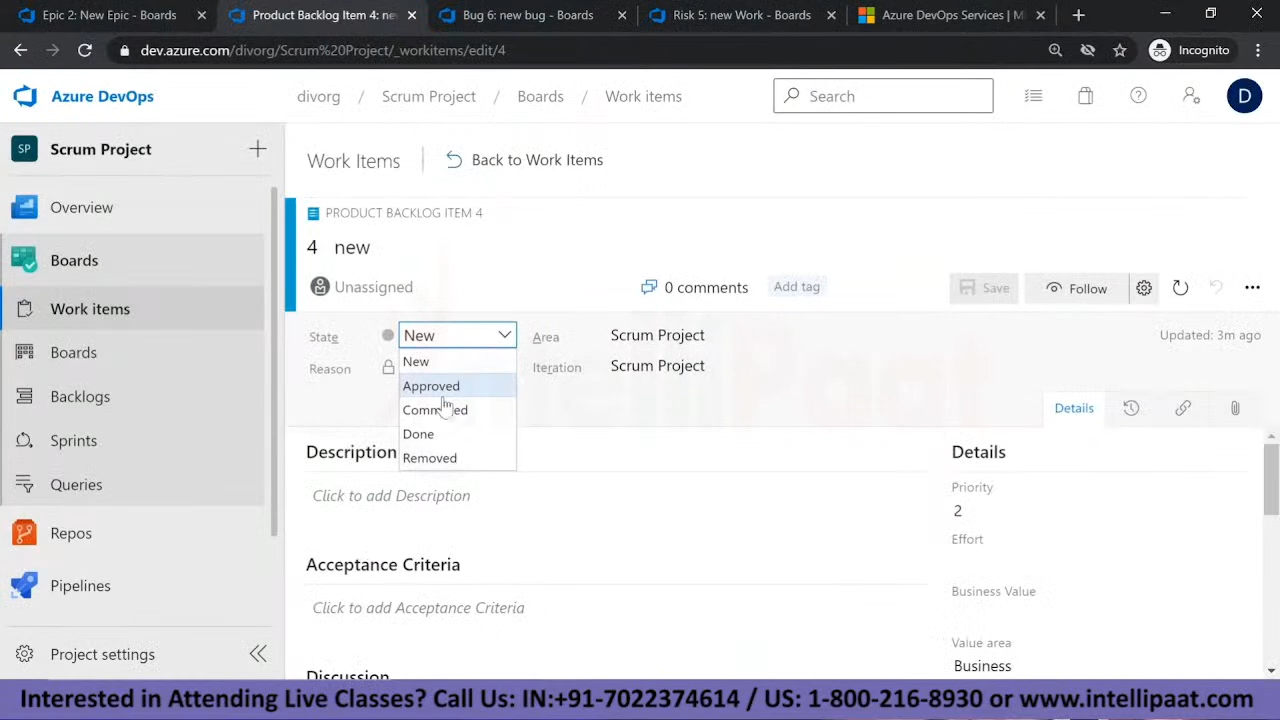 Epic 2: New Epic - Boards
Product Backlog Item 4: ne
Bug 6: new bug - Boards
Risk 5: new Work - Boards
Azure DevOps Services | M
dev.azure.com/divorg/Scrum%20Project/_workitems/edit/4
Incognito
Azure DevOps
divorg / Scrum Project / Boards / Work items
Search
D
SP Scrum Project
Work Items
Back to Work Items
Overview
PRODUCT BACKLOG ITEM 4
4 new
Boards
Unassigned
0 comments
Add tag
Save
Follow
Work items
State
New
Area
Scrum Project
Updated: 3m ago
Reason
New
Iteration
Scrum Project
Boards
Approved
Backlogs
Committed
Details
Done
Sprints
Removed
Description
Details
Queries
Click to add Description
Priority
2
Repos
Effort
Acceptance Criteria
Pipelines
Business Value
Click to add Acceptance Criteria
Value area
Project settings
Business
Discussion
Interested in Attending Live Classes? Call Us: IN:+91-7022374614 / US: 1-800-216-8930 or www.intellipaat.com